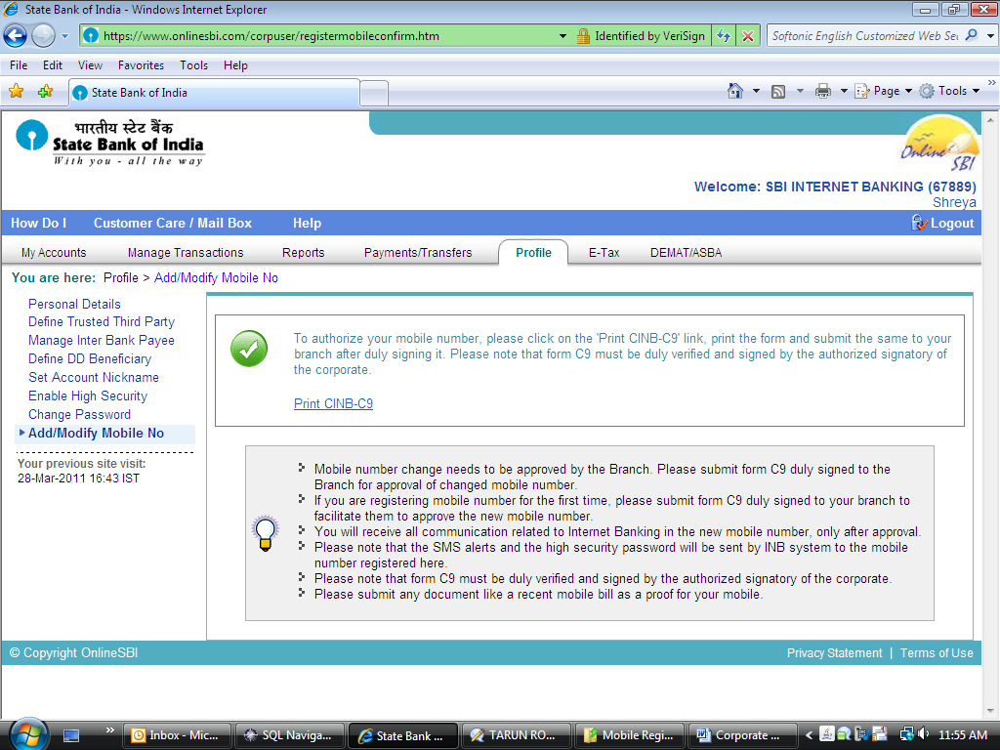 State Bank of India - Windows Internet Explorer
https://www.onlinesbi.com/corpuser/registermobileconfirm.htm
Identified by VeriSign
Softonic English Customized Web Se
File Edit View Favorites Tools Help
State Bank of India
Page Tools
भारतीय स्टेट बैंक
State Bank of India
With you - all the way
Online SBI
Welcome: SBI INTERNET BANKING (67889)
Shreya
How Do I Customer Care / Mail Box Help Logout
My Accounts Manage Transactions Reports Payments/Transfers Profile E-Tax DEMAT/ASBA
You are here: Profile > Add/Modify Mobile No
Personal Details
Define Trusted Third Party
Manage Inter Bank Payee
Define DD Beneficiary
Set Account Nickname
Enable High Security
Change Password
Add/Modify Mobile No
Your previous site visit:
28-Mar-2011 16:43 IST
To authorize your mobile number, please click on the 'Print CINB-C9' link, print the form and submit the same to your
branch after duly signing it. Please note that form C9 must be duly verified and signed by the authorized signatory of
the corporate.
Print CINB-C9
Mobile number change needs to be approved by the Branch. Please submit form C9 duly signed to the
Branch for approval of changed mobile number.
If you are registering mobile number for the first time, please submit form C9 duly signed to your branch to
facilitate them to approve the new mobile number.
You will receive all communication related to Internet Banking in the new mobile number, only after approval.
Please note that the SMS alerts and the high security password will be sent by INB system to the mobile
number registered here.
Please note that form C9 must be duly verified and signed by the authorized signatory of the corporate.
Please submit any document like a recent mobile bill as a proof for your mobile.
© Copyright OnlineSBI
Privacy Statement | Terms of Use
Inbox - Mic... SQL Naviga... State Bank ... TARUN RO... Mobile Regi... Corporate ... 11:55 AM